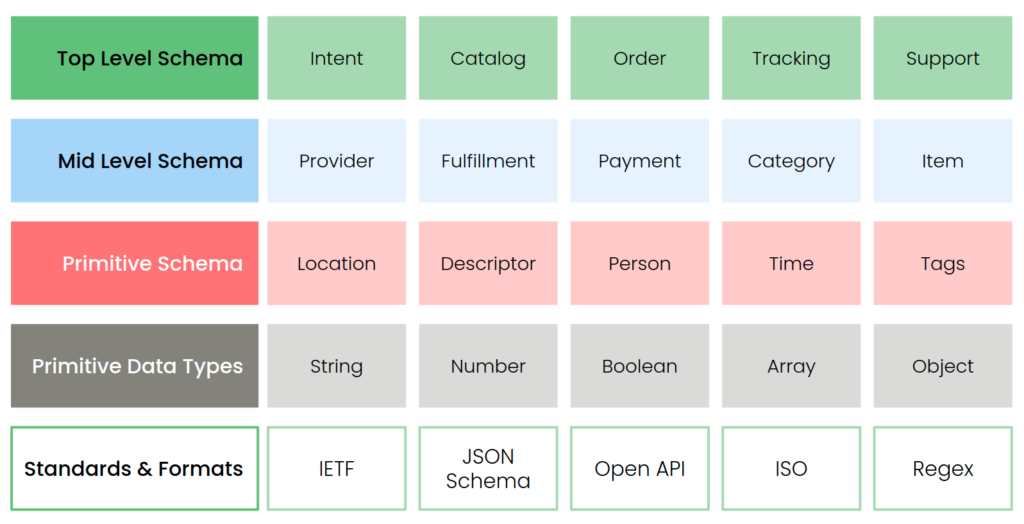 Top Level Schema
Intent
Catalog
Order
Tracking
Support
Mid Level Schema
Provider
Fulfillment
Payment
Category
Item
Primitive Schema
Location
Descriptor
Person
Time
Tags
Primitive Data Types
String
Number
Boolean
Array
Object
Standards & Formats
IETF
JSON
Schema
Open API
ISO
Regex